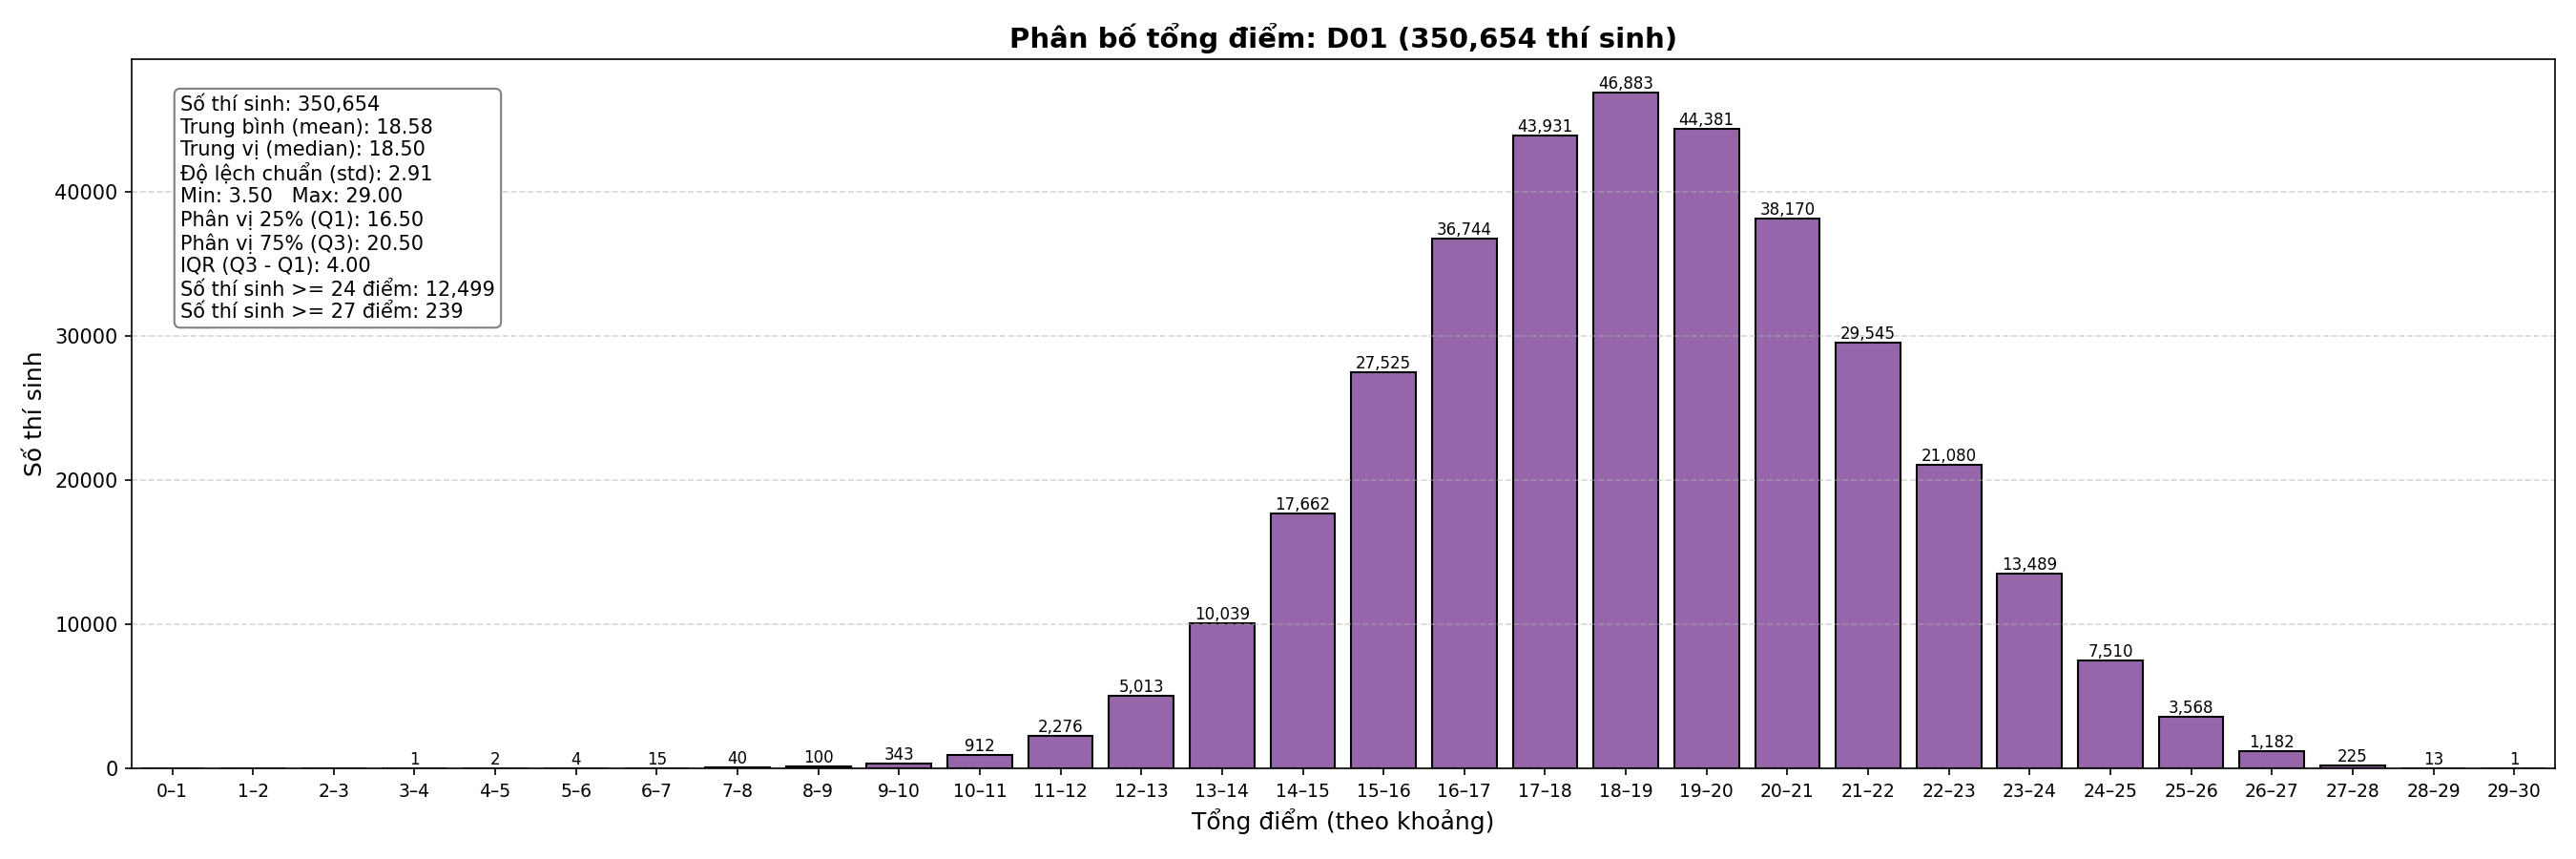 Phân bố tổng điểm: D01 (350,654 thí sinh)
Số thí sinh: 350,654
Trung bình (mean): 18.58
Trung vị (median): 18.50
Độ lệch chuẩn (std): 2.91
Min: 3.50   Max: 29.00
Phân vị 25% (Q1): 16.50
Phân vị 75% (Q3): 20.50
IQR (Q3 - Q1): 4.00
Số thí sinh >= 24 điểm: 12,499
Số thí sinh >= 27 điểm: 239
Số thí sinh
40000
30000
20000
10000
0
1 2 4 15 40 100 343 912 2,276 5,013 10,039 17,662 27,525 36,744 43,931 46,883 44,381 38,170 29,545 21,080 13,489 7,510 3,568 1,182 225 13 1
0–1 1–2 2–3 3–4 4–5 5–6 6–7 7–8 8–9 9–10 10–11 11–12 12–13 13–14 14–15 15–16 16–17 17–18 18–19 19–20 20–21 21–22 22–23 23–24 24–25 25–26 26–27 27–28 28–29 29–30
Tổng điểm (theo khoảng)